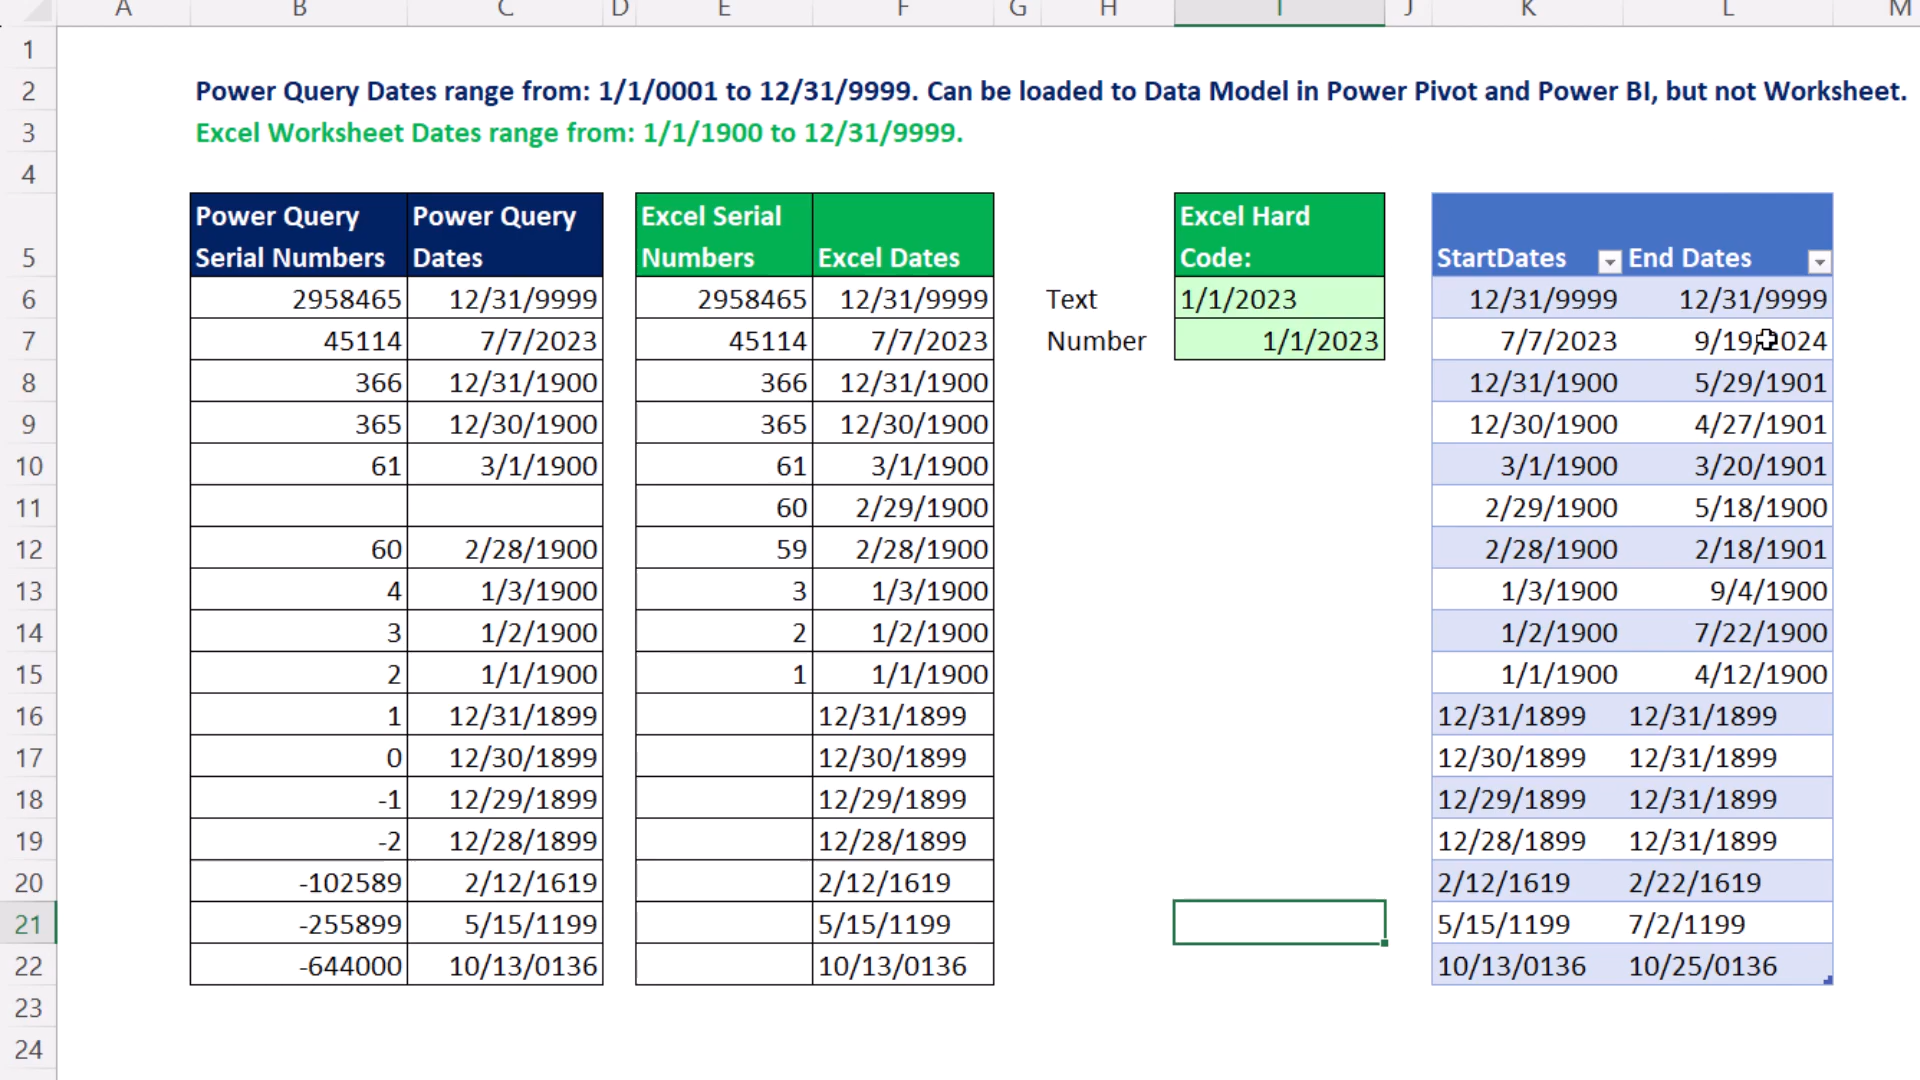 A B C D E F G H I J K L M
1
2 Power Query Dates range from: 1/1/0001 to 12/31/9999. Can be loaded to Data Model in Power Pivot and Power BI, but not Worksheet.
3 Excel Worksheet Dates range from: 1/1/1900 to 12/31/9999.
4
Power Query Power Query Excel Serial Excel Hard
5 Serial Numbers Dates Numbers Excel Dates Code: StartDates End Dates
6 2958465 12/31/9999 2958465 12/31/9999 Text 1/1/2023 12/31/9999 12/31/9999
7 45114 7/7/2023 45114 7/7/2023 Number 1/1/2023 7/7/2023 9/19/2024
8 366 12/31/1900 366 12/31/1900 12/31/1900 5/29/1901
9 365 12/30/1900 365 12/30/1900 12/30/1900 4/27/1901
10 61 3/1/1900 61 3/1/1900 3/1/1900 3/20/1901
11 60 2/29/1900 2/29/1900 5/18/1900
12 60 2/28/1900 59 2/28/1900 2/28/1900 2/18/1901
13 4 1/3/1900 3 1/3/1900 1/3/1900 9/4/1900
14 3 1/2/1900 2 1/2/1900 1/2/1900 7/22/1900
15 2 1/1/1900 1 1/1/1900 1/1/1900 4/12/1900
16 1 12/31/1899 12/31/1899 12/31/1899 12/31/1899
17 0 12/30/1899 12/30/1899 12/30/1899 12/31/1899
18 -1 12/29/1899 12/29/1899 12/29/1899 12/31/1899
19 -2 12/28/1899 12/28/1899 12/28/1899 12/31/1899
20 -102589 2/12/1619 2/12/1619 2/12/1619 2/22/1619
21 -255899 5/15/1199 5/15/1199 5/15/1199 7/2/1199
22 -644000 10/13/0136 10/13/0136 10/13/0136 10/25/0136
23
24